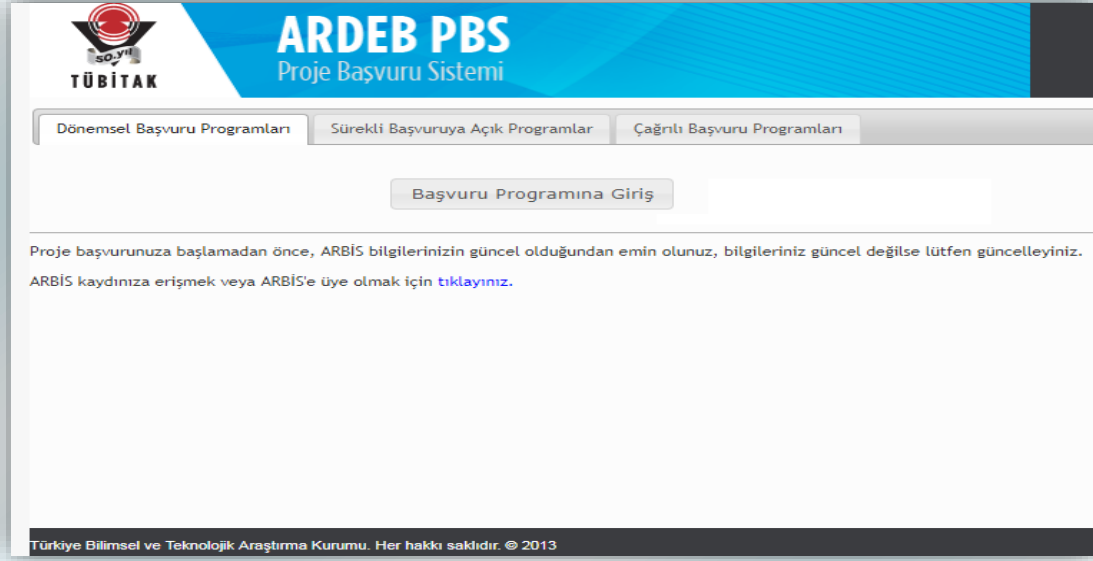 50.yıl
TÜBİTAK
ARDEB PBS
Proje Başvuru Sistemi
Dönemsel Başvuru Programları
Sürekli Başvuruya Açık Programlar
Çağrılı Başvuru Programları
Başvuru Programına Giriş
Proje başvurunuza başlamadan önce, ARBİS bilgilerinizin güncel olduğundan emin olunuz, bilgileriniz güncel değilse lütfen güncelleyiniz.
ARBİS kaydınıza erişmek veya ARBİS'e üye olmak için tıklayınız.
Türkiye Bilimsel ve Teknolojik Araştırma Kurumu. Her hakkı saklıdır. © 2013